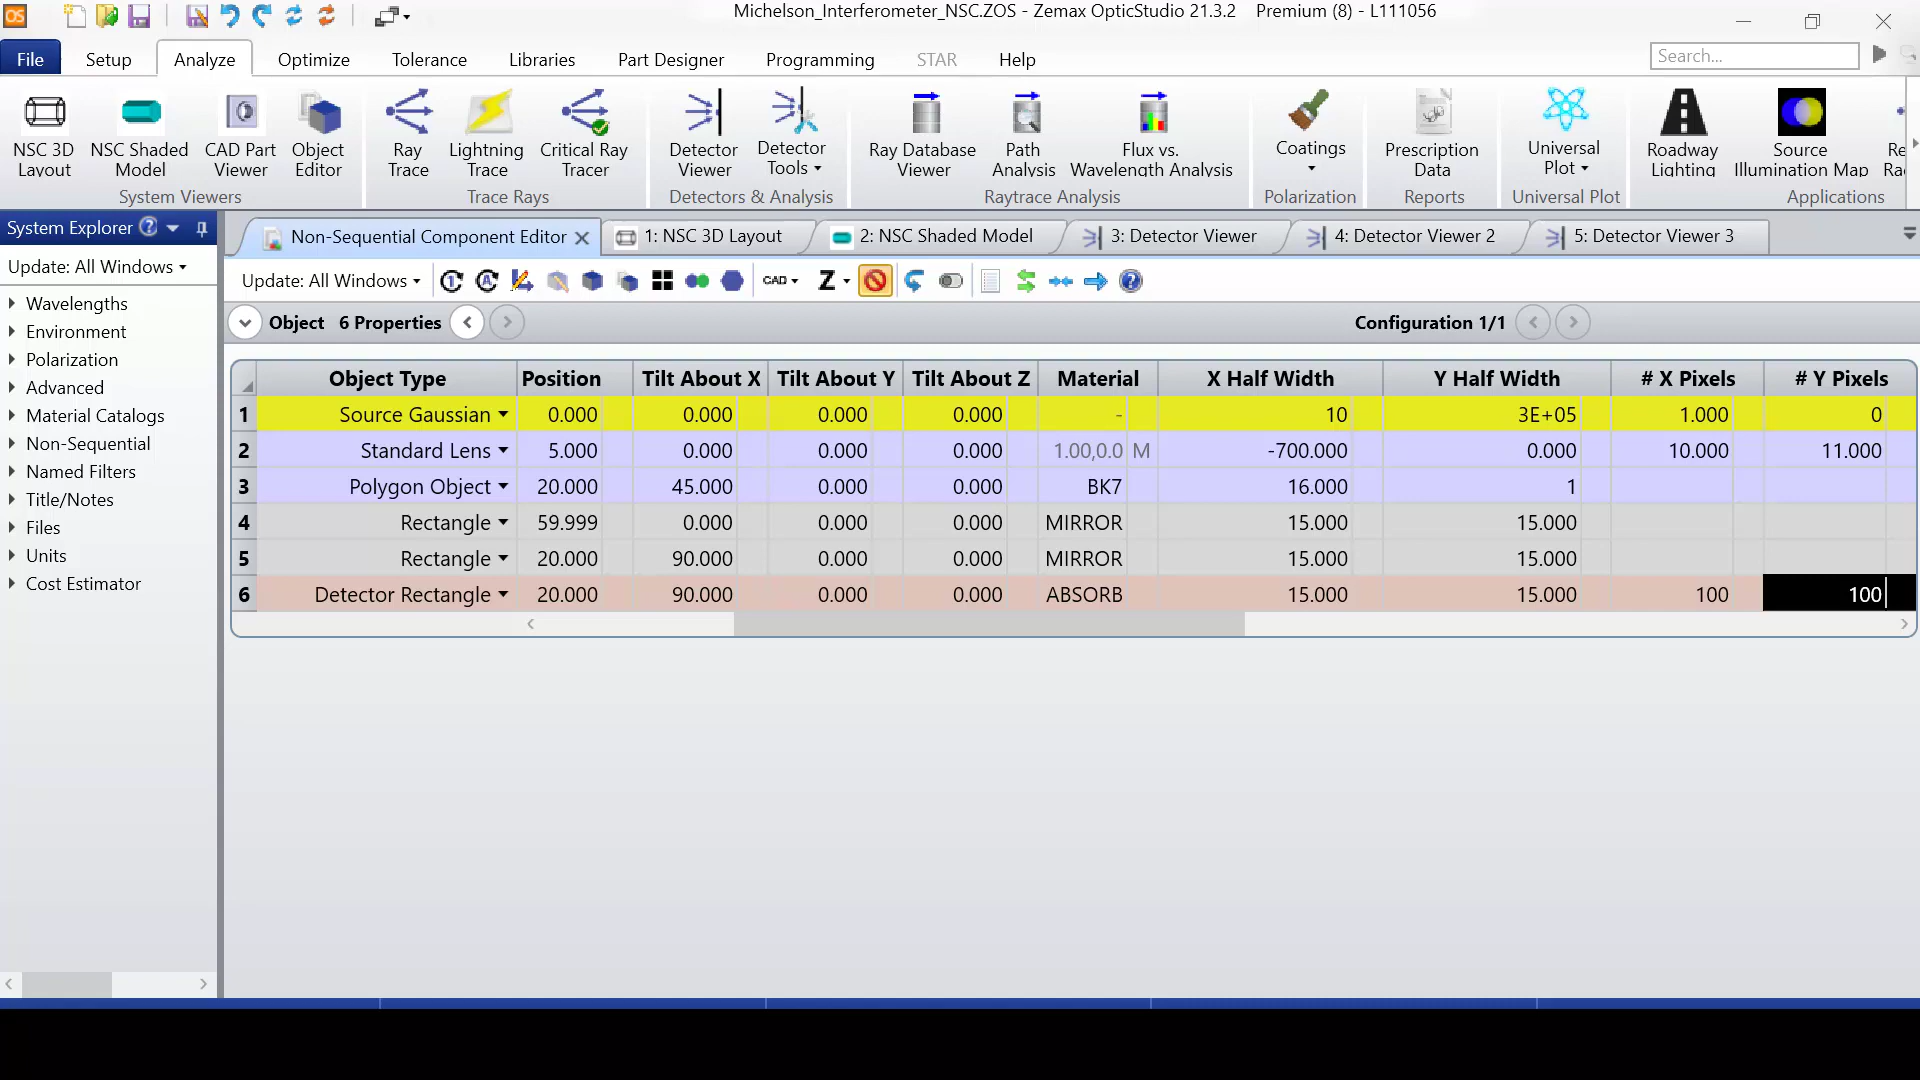 OS
Michelson_Interferometer_NSC.ZOS - Zemax OpticStudio 21.3.2 Premium (8) - L111056
File Setup Analyze Optimize Tolerance Libraries Part Designer Programming STAR Help Search...
NSC 3D Layout
NSC Shaded Model
CAD Part Viewer
Object Editor
Ray Trace
Lightning Trace
Critical Ray Tracer
Detector Viewer
Detector Tools
Ray Database Viewer
Path Analysis
Flux vs. Wavelength Analysis
Coatings
Prescription Data
Universal Plot
Roadway Lighting
Source Illumination Map
Re
Ra
System Viewers Trace Rays Detectors & Analysis Raytrace Analysis Polarization Reports Universal Plot Applications
System Explorer
Non-Sequential Component Editor 1: NSC 3D Layout 2: NSC Shaded Model 3: Detector Viewer 4: Detector Viewer 2 5: Detector Viewer 3
Update: All Windows
Wavelengths
Environment
Polarization
Advanced
Material Catalogs
Non-Sequential
Named Filters
Title/Notes
Files
Units
Cost Estimator
Update: All Windows CAD Z
Object 6 Properties Configuration 1/1
Object Type Position Tilt About X Tilt About Y Tilt About Z Material X Half Width Y Half Width # X Pixels # Y Pixels
1 Source Gaussian 0.000 0.000 0.000 0.000 - 10 3E+05 1.000 0
2 Standard Lens 5.000 0.000 0.000 0.000 1.00,0.0 M -700.000 0.000 10.000 11.000
3 Polygon Object 20.000 45.000 0.000 0.000 BK7 16.000 1
4 Rectangle 59.999 0.000 0.000 0.000 MIRROR 15.000 15.000
5 Rectangle 20.000 90.000 0.000 0.000 MIRROR 15.000 15.000
6 Detector Rectangle 20.000 90.000 0.000 0.000 ABSORB 15.000 15.000 100 100